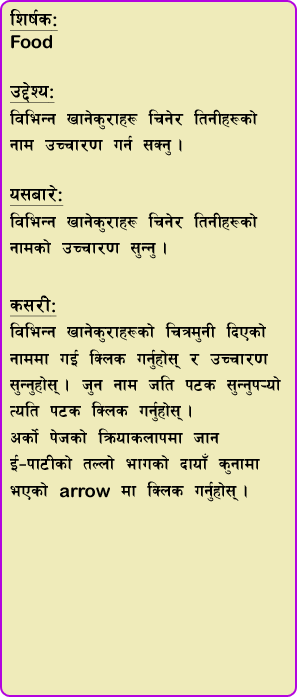 शिर्षक:
Food
उद्देश्य:
विभिन्न खानेकुराहरू चिनेर तिनीहरूको
नाम उच्चारण गर्न सक्नु ।
यसबारे:
विभिन्न खानेकुराहरू चिनेर तिनीहरूको
नामको उच्चारण सुन्नु ।
कसरी:
विभिन्न खानेकुराहरूको चित्रमुनी दिएको
नाममा गई क्लिक गर्नुहोस् र उच्चारण
सुन्नुहोस् । जुन नाम जति पटक सुन्नुपऱ्यो
त्यति पटक क्लिक गर्नुहोस् ।
अर्को पेजको क्रियाकलापमा जान
ई-पाटीको तल्लो भागको दायाँ कुनामा
भएको arrow मा क्लिक गर्नुहोस् ।